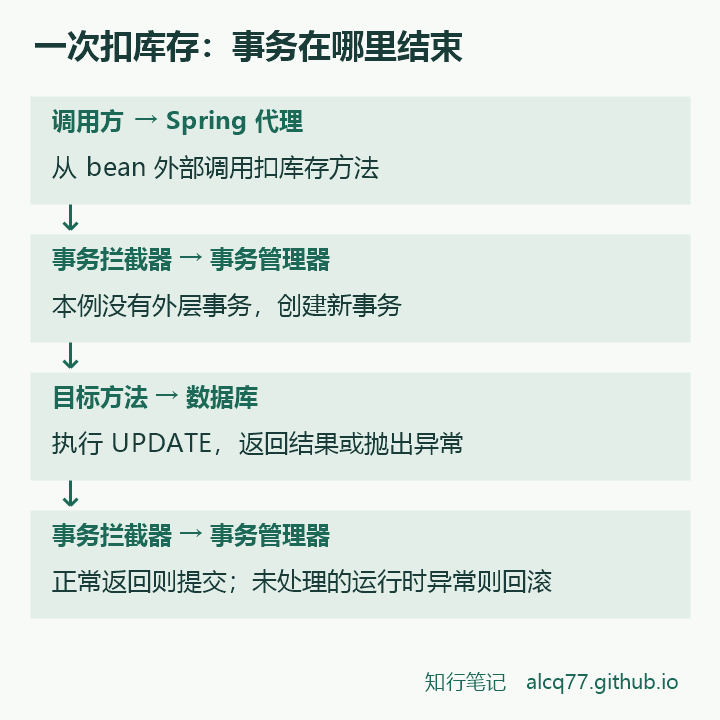 一次扣库存：事务在哪里结束
调用方 → Spring 代理
从 bean 外部调用扣库存方法
↓
事务拦截器 → 事务管理器
本例没有外层事务，创建新事务
↓
目标方法 → 数据库
执行 UPDATE，返回结果或抛出异常
↓
事务拦截器 → 事务管理器
正常返回则提交；未处理的运行时异常则回滚
知行笔记 alcq77.github.io